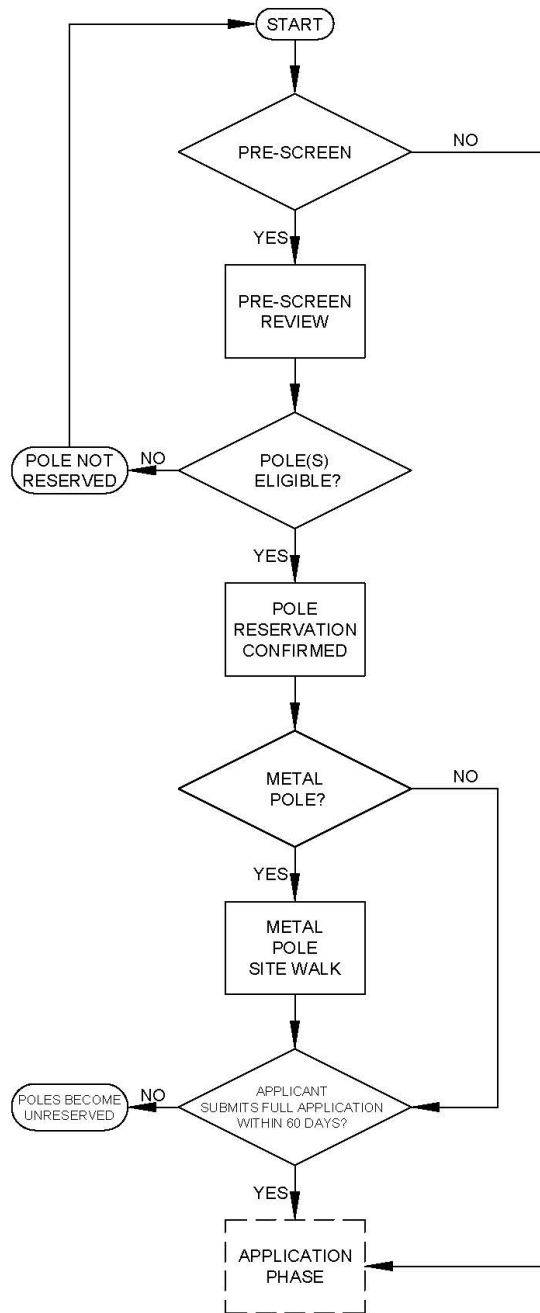 START
PRE-SCREEN
NO
YES
PRE-SCREEN
REVIEW
POLE NOT
RESERVED
NO
POLE(S)
ELIGIBLE?
YES
POLE
RESERVATION
CONFIRMED
METAL
POLE?
NO
YES
METAL
POLE
SITE WALK
POLES BECOME
UNRESERVED
NO
APPLICANT
SUBMITS FULL APPLICATION
WITHIN 60 DAYS?
YES
APPLICATION
PHASE